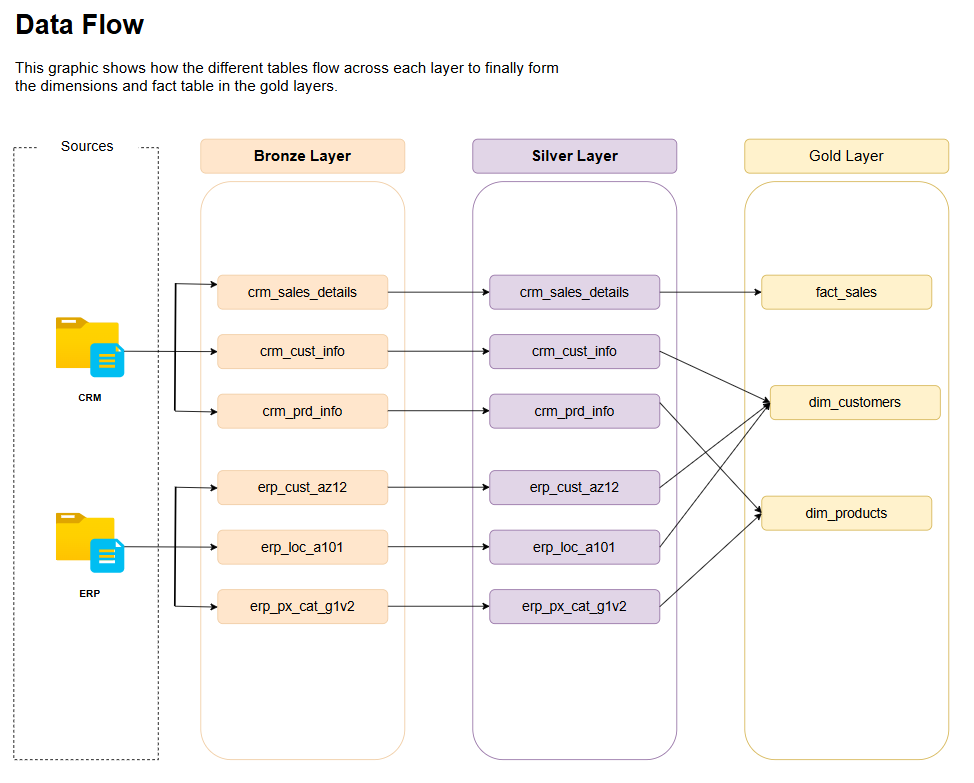 Data Flow
This graphic shows how the different tables flow across each layer to finally form
the dimensions and fact table in the gold layers.
Sources
Bronze Layer
Silver Layer
Gold Layer
crm_sales_details
crm_sales_details
fact_sales
crm_cust_info
crm_cust_info
CRM
dim_customers
crm_prd_info
crm_prd_info
erp_cust_az12
erp_cust_az12
dim_products
erp_loc_a101
erp_loc_a101
ERP
erp_px_cat_g1v2
erp_px_cat_g1v2